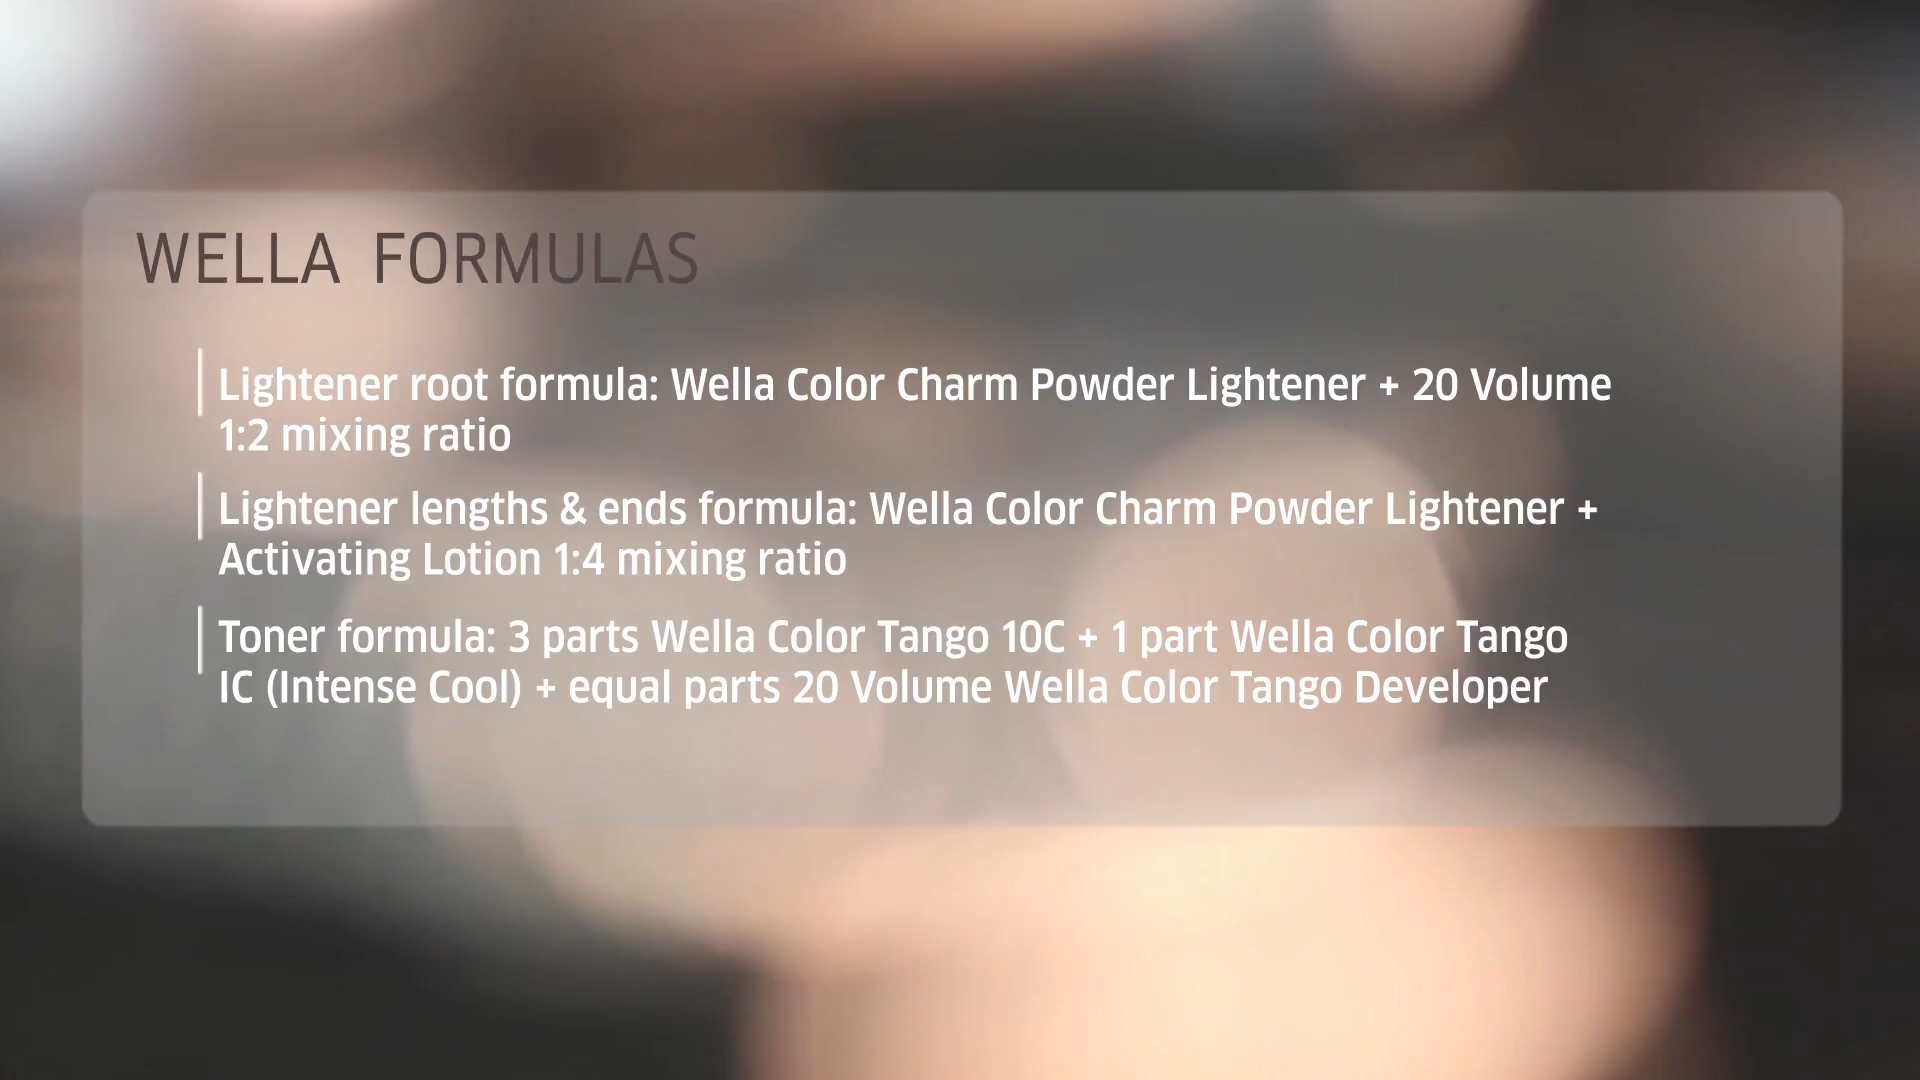 WELLA FORMULAS
Lightener root formula: Wella Color Charm Powder Lightener + 20 Volume
1:2 mixing ratio
Lightener lengths & ends formula: Wella Color Charm Powder Lightener +
Activating Lotion 1:4 mixing ratio
Toner formula: 3 parts Wella Color Tango 10C + 1 part Wella Color Tango
IC (Intense Cool) + equal parts 20 Volume Wella Color Tango Developer